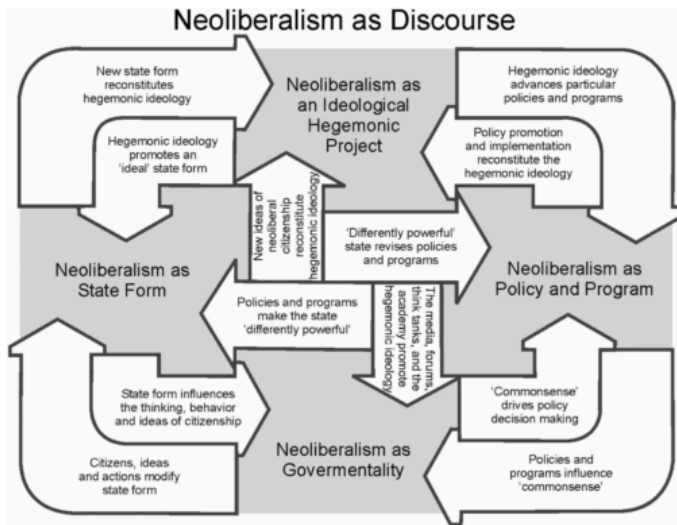 Neoliberalism as Discourse
New state form
reconstitutes
hegemonic ideology
Neoliberalism as
an Ideological
Hegemonic
Project
Hegemonic ideology
advances particular
policies and programs
Hegemonic ideology
promotes an
'ideal' state form
Policy promotion
and implementation
reconstitute the
hegemonic ideology
New ideas of
neoliberal
citizenship
reconstitute
hegemonic ideology
'Differently powerful'
state revises policies
and programs
Neoliberalism as
State Form
Neoliberalism as
Policy and Program
Policies and programs
make the state
'differently powerful'
The media, forums,
think tanks, and the
academy promote
hegemonic ideology
State form influences
the thinking, behavior
and ideas of citizenship
'Commonsense'
drives policy
decision making
Neoliberalism as
Govermentality
Citizens, ideas
and actions modify
state form
Policies and
programs influence
'commonsense'